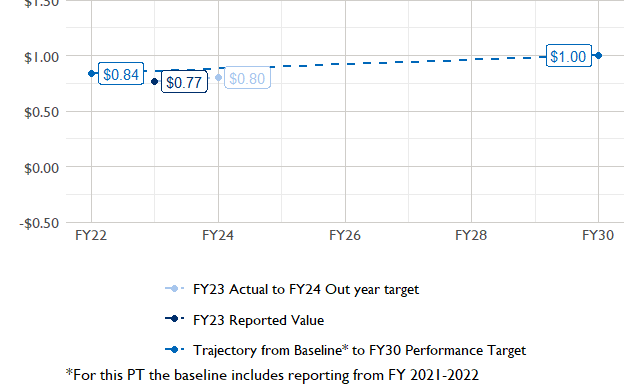 $1.50
$1.00
$0.84
$0.77
$0.80
$1.00
$0.50
$0.00
-$0.50
FY22 FY24 FY26 FY28 FY30
FY23 Actual to FY24 Out year target
FY23 Reported Value
Trajectory from Baseline* to FY30 Performance Target
*For this PT the baseline includes reporting from FY 2021-2022